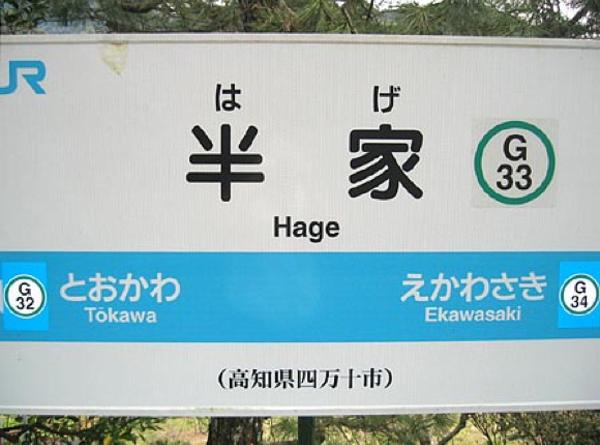 JR
は げ
半 家
G
33
Hage
G
32
とおかわ
Tōkawa
えかわさき
Ekawasaki
G
34
(高知県四万十市)